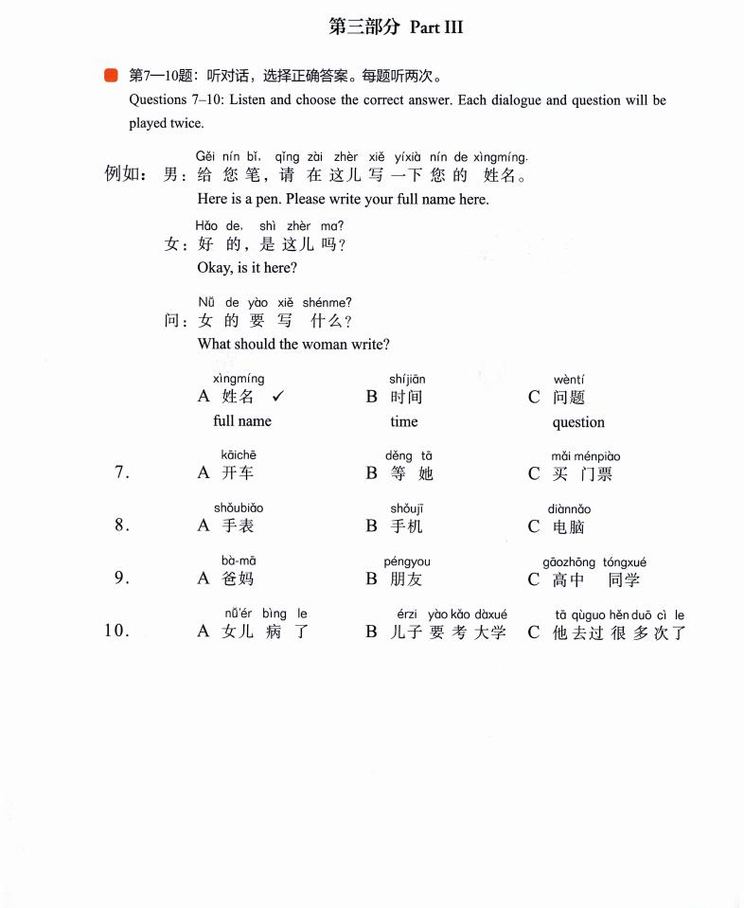 第三部分 Part III
第7—10题：听对话，选择正确答案。每题听两次。
Questions 7–10: Listen and choose the correct answer. Each dialogue and question will be
played twice.
Gěi nín bǐ, qǐng zài zhèr xiě yíxià nín de xìngmíng.
例如：男：给您笔，请在这儿写一下您的姓名。
Here is a pen. Please write your full name here.
Hǎo de, shì zhèr ma?
女：好的，是这儿吗？
Okay, is it here?
Nǚ de yào xiě shénme?
问：女的要写什么？
What should the woman write?
xìngmíng shíjiān wèntí
A 姓名 ✓ B 时间 C 问题
full name time question
kāichē děng tā mǎi ménpiào
7. A 开车 B 等她 C 买门票
shǒubiǎo shǒujī diànnǎo
8. A 手表 B 手机 C 电脑
bà-mā péngyou gāozhōng tóngxué
9. A 爸妈 B 朋友 C 高中同学
nǚ'ér bìng le érzi yào kǎo dàxué tā qùguo hěn duō cì le
10. A 女儿病了 B 儿子要考大学 C 他去过很多次了